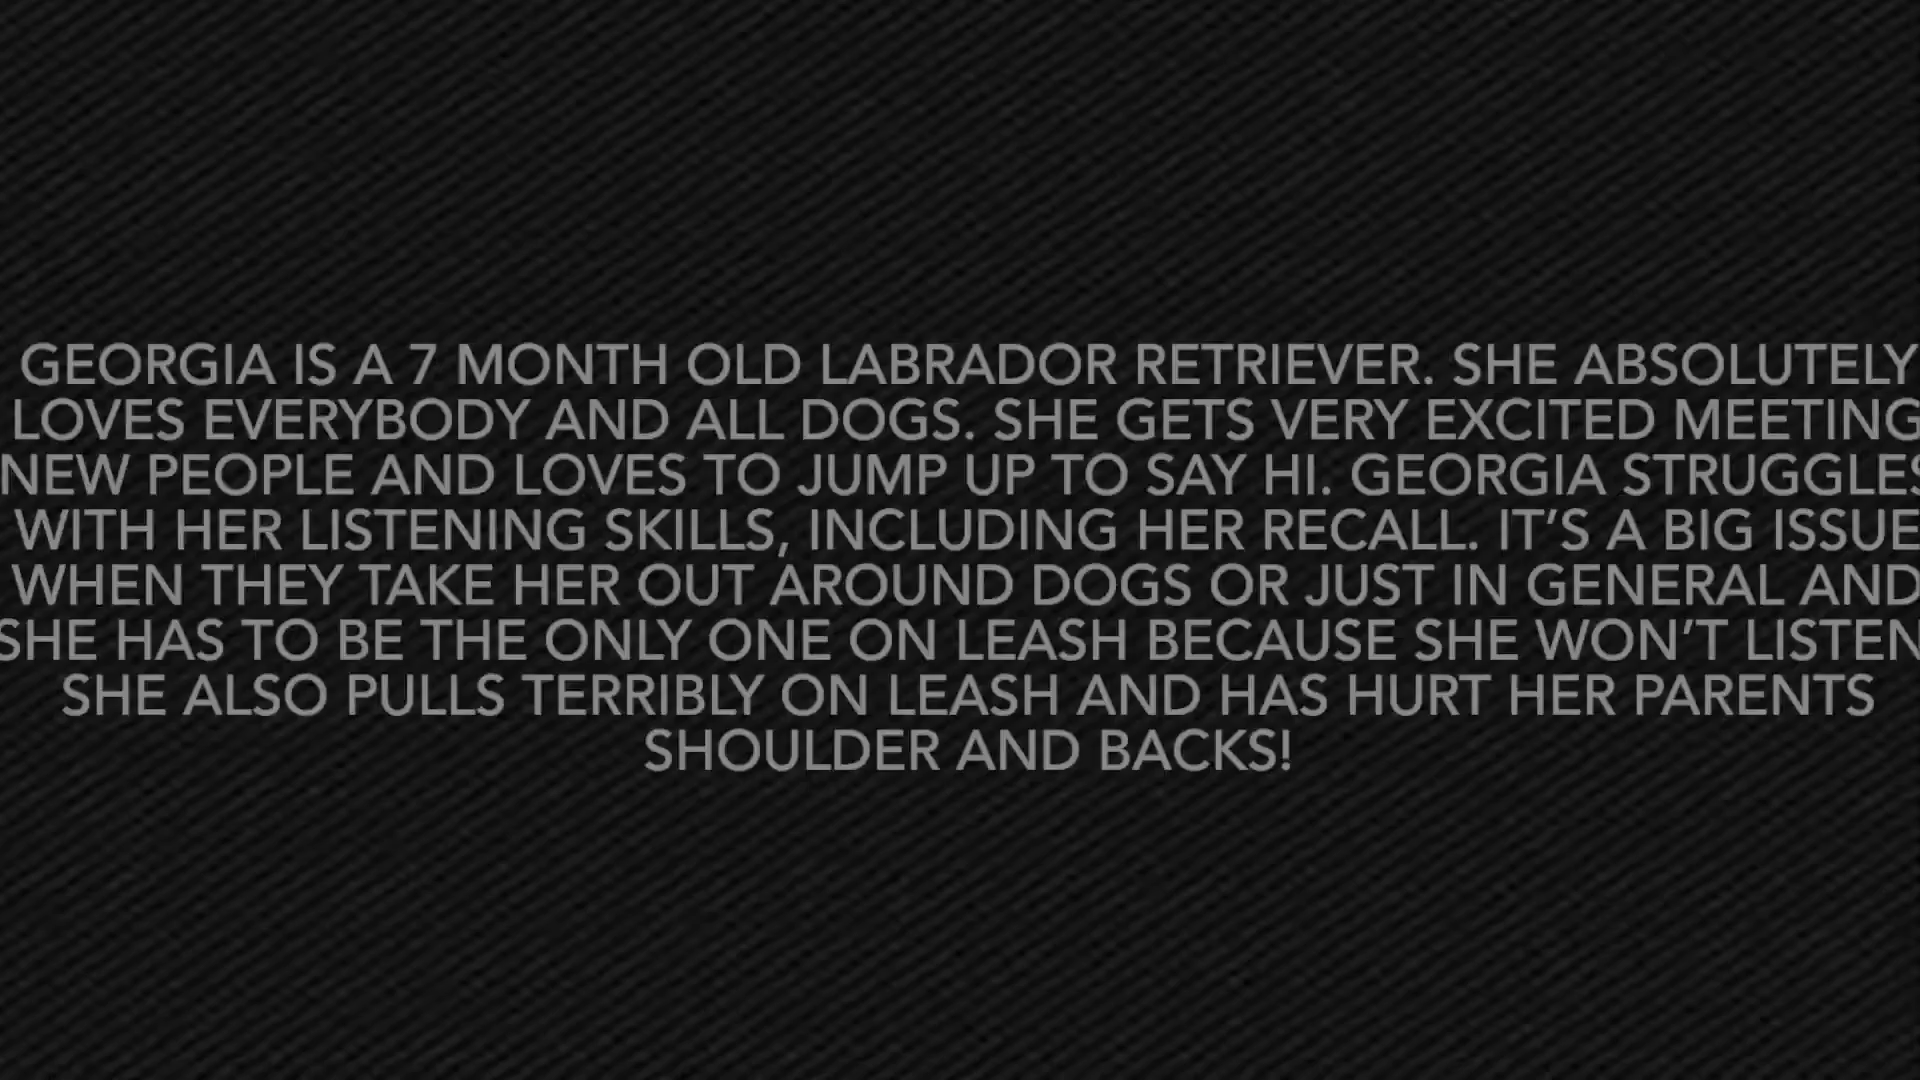 GEORGIA IS A 7 MONTH OLD LABRADOR RETRIEVER. SHE ABSOLUTELY
LOVES EVERYBODY AND ALL DOGS. SHE GETS VERY EXCITED MEETING
NEW PEOPLE AND LOVES TO JUMP UP TO SAY HI. GEORGIA STRUGGLES
WITH HER LISTENING SKILLS, INCLUDING HER RECALL. IT’S A BIG ISSUE
WHEN THEY TAKE HER OUT AROUND DOGS OR JUST IN GENERAL AND
SHE HAS TO BE THE ONLY ONE ON LEASH BECAUSE SHE WON’T LISTEN
SHE ALSO PULLS TERRIBLY ON LEASH AND HAS HURT HER PARENTS
SHOULDER AND BACKS!